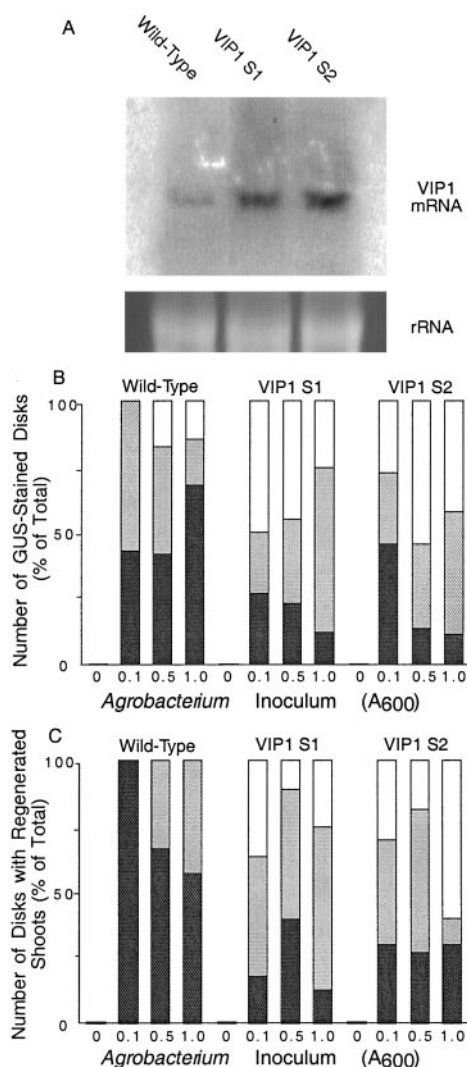 A
Wild-Type VIP1 S1 VIP1 S2
VIP1
mRNA
rRNA
B
Wild-Type VIP1 S1 VIP1 S2
Number of GUS-Stained Disks
(% of Total)
100
50
0
0 0.1 0.5 1.0 0 0.1 0.5 1.0 0 0.1 0.5 1.0
Agrobacterium Inoculum (A600)
C
Wild-Type VIP1 S1 VIP1 S2
Number of Disks with Regenerated
Shoots (% of Total)
100
50
0
0 0.1 0.5 1.0 0 0.1 0.5 1.0 0 0.1 0.5 1.0
Agrobacterium Inoculum (A600)